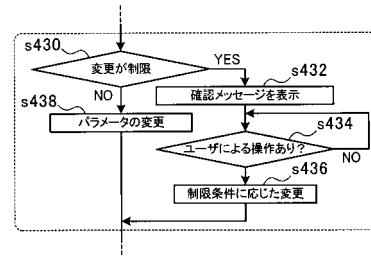 s430
変更が制限
YES
s432
確認メッセージを表示
NO
s438
パラメータの変更
s434
ユーザによる操作あり?
NO
s436
制限条件に応じた変更